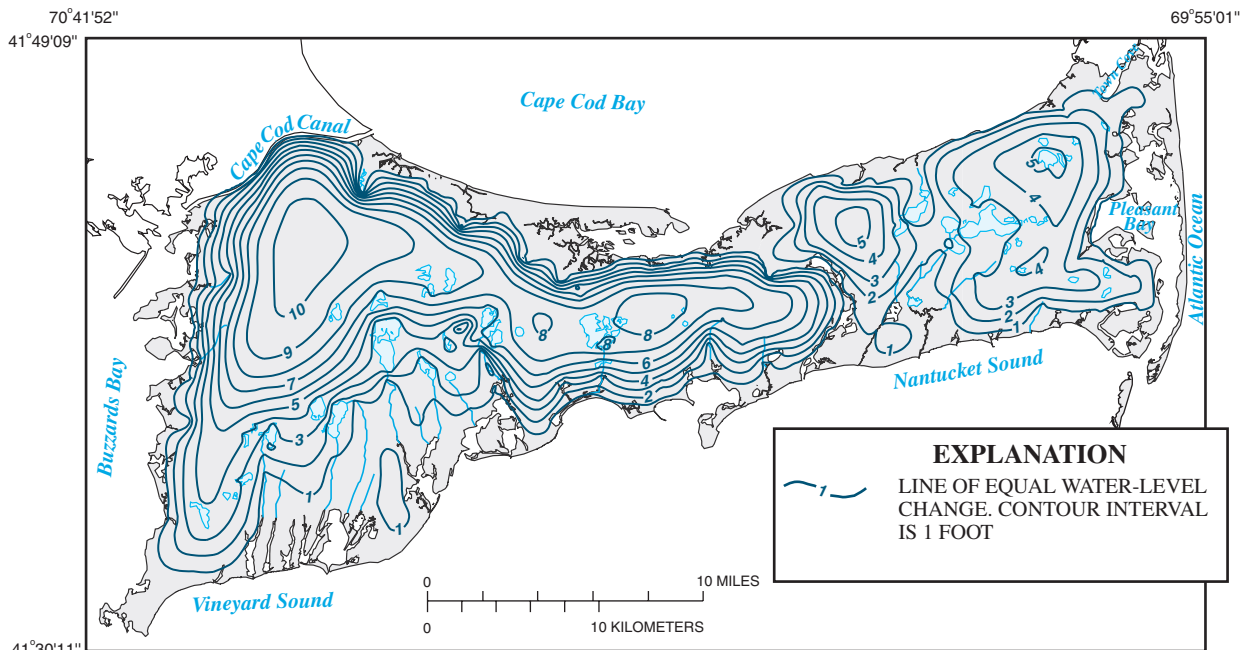 70°41'52"
69°55'01"
41°49'09"
Town Cove
Cape Cod Bay
Cape Cod Canal
5
4
Pleasant
Bay
Atlantic Ocean
5
4
3
2
4
10
3
2
1
8
8
8
9
1
6
7
4
2
5
Nantucket Sound
Buzzards Bay
3
1
1
EXPLANATION
1
LINE OF EQUAL WATER-LEVEL
CHANGE. CONTOUR INTERVAL
IS 1 FOOT
0
10 MILES
Vineyard Sound
0
10 KILOMETERS
41°30'11"